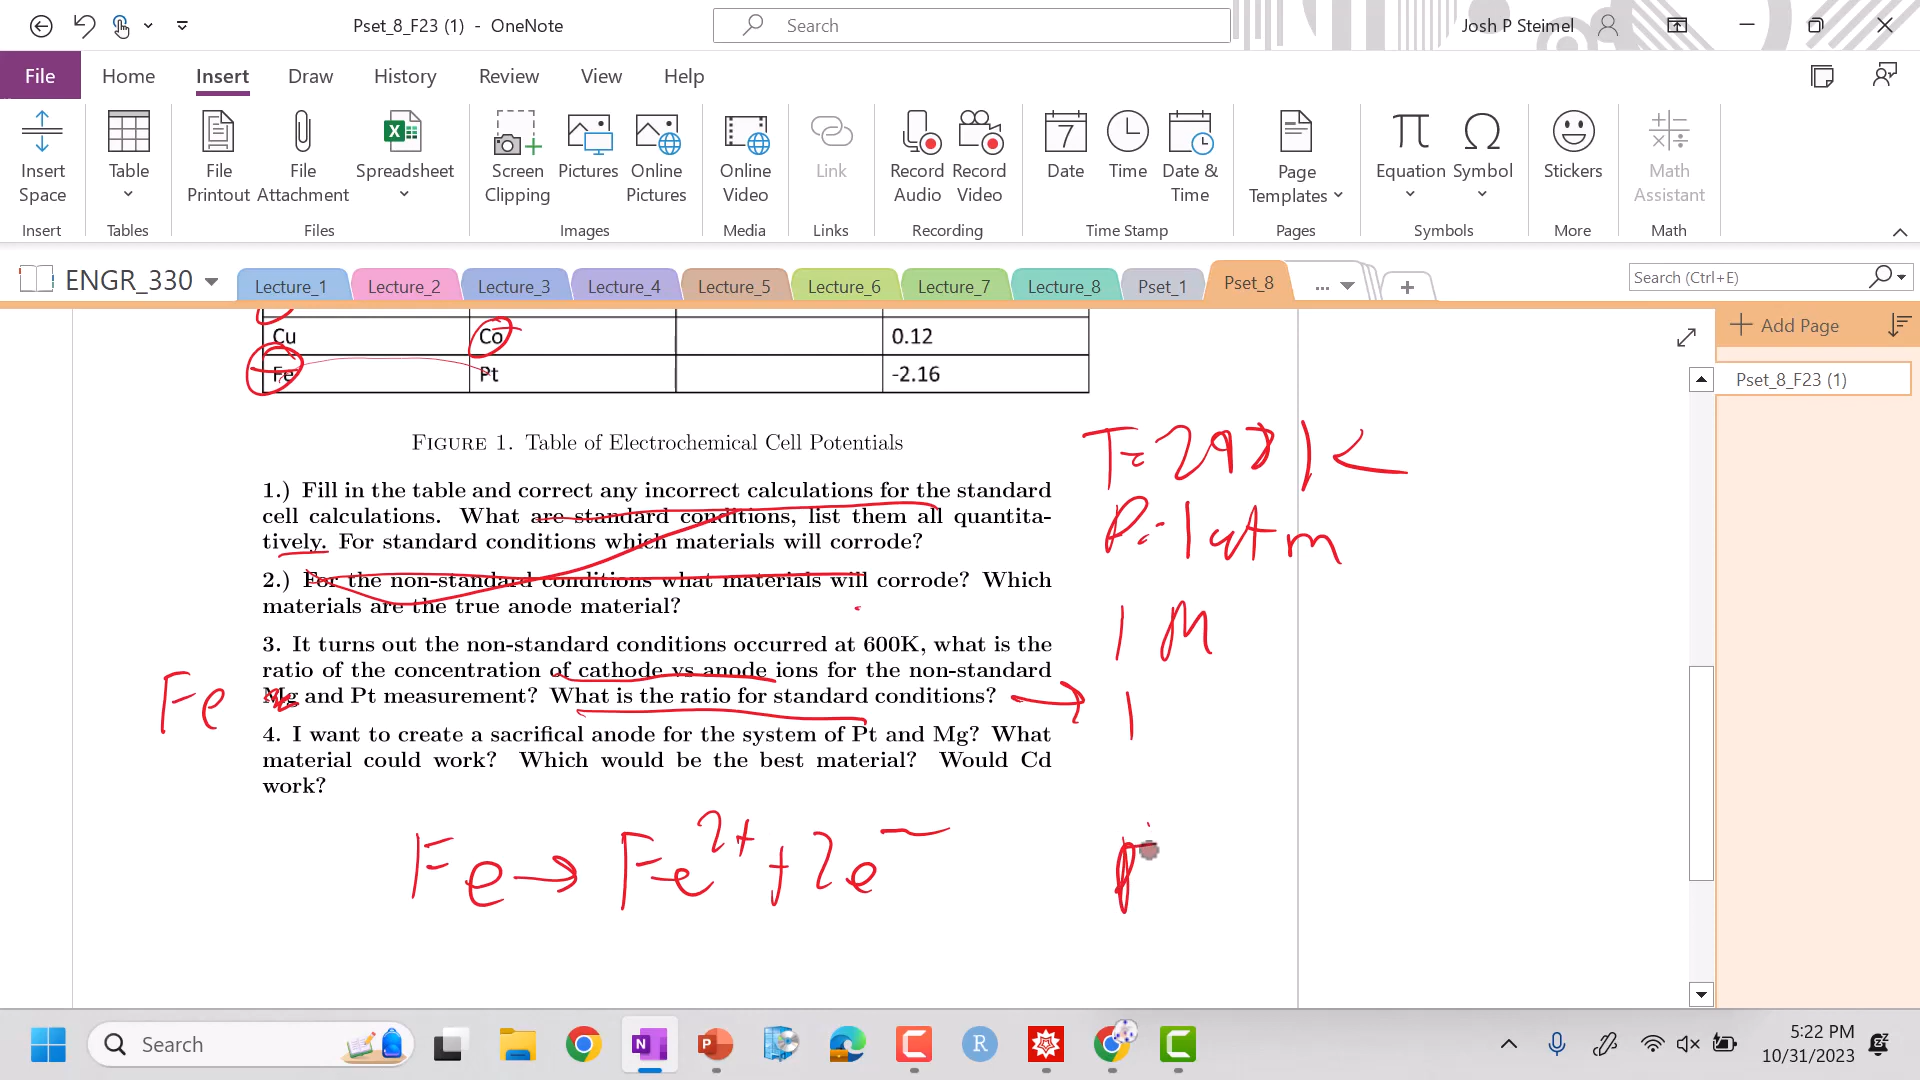 Pset_8_F23 (1) - OneNote
Search
Josh P Steimel
File Home Insert Draw History Review View Help
Insert Space
Table
File Printout
File Attachment
Spreadsheet
Screen Clipping
Pictures
Online Pictures
Online Video
Link
Record Audio
Record Video
Date
Time
Date & Time
Page Templates
Equation
Symbol
Stickers
Math Assistant
Insert Tables Files Images Media Links Recording Time Stamp Pages Symbols More Math
ENGR_330
Lecture_1 Lecture_2 Lecture_3 Lecture_4 Lecture_5 Lecture_6 Lecture_7 Lecture_8 Pset_1 Pset_8 ...
Search (Ctrl+E)
Add Page
Pset_8_F23 (1)
Cu Co 0.12
Fe Pt -2.16
FIGURE 1. Table of Electrochemical Cell Potentials
1.) Fill in the table and correct any incorrect calculations for the standard
cell calculations. What are standard conditions, list them all quantita-
tively. For standard conditions which materials will corrode?
2.) For the non-standard conditions what materials will corrode? Which
materials are the true anode material?
3. It turns out the non-standard conditions occurred at 600K, what is the
ratio of the concentration of cathode vs anode ions for the non-standard
Mg and Pt measurement? What is the ratio for standard conditions?
4. I want to create a sacrifical anode for the system of Pt and Mg? What
material could work? Which would be the best material? Would Cd
work?
T=298 K
P=1 atm
1 M
1
Fe
Fe → Fe2+ + 2e−
Search
5:22 PM
10/31/2023